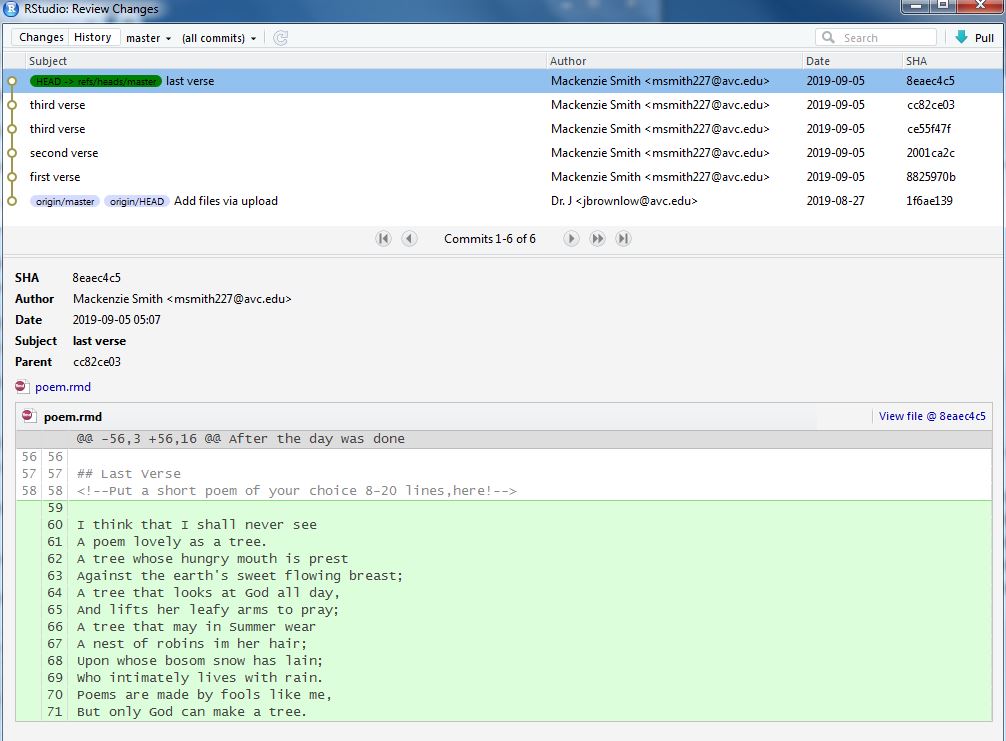 RStudio: Review Changes
Changes History master (all commits) Search Pull
Subject Author Date SHA
HEAD -> refs/heads/master last verse Mackenzie Smith <msmith227@avc.edu> 2019-09-05 8eaec4c5
third verse Mackenzie Smith <msmith227@avc.edu> 2019-09-05 cc82ce03
third verse Mackenzie Smith <msmith227@avc.edu> 2019-09-05 ce55f47f
second verse Mackenzie Smith <msmith227@avc.edu> 2019-09-05 2001ca2c
first verse Mackenzie Smith <msmith227@avc.edu> 2019-09-05 8825970b
origin/master origin/HEAD Add files via upload Dr. J <jbrownlow@avc.edu> 2019-08-27 1f6ae139
Commits 1-6 of 6
SHA 8eaec4c5
Author Mackenzie Smith <msmith227@avc.edu>
Date 2019-09-05 05:07
Subject last verse
Parent cc82ce03
poem.rmd
poem.rmd View file @ 8eaec4c5
@@ -56,3 +56,16 @@ After the day was done
56 56
57 57 ## Last Verse
58 58 <!--Put a short poem of your choice 8-20 lines,here!-->
59
60 I think that I shall never see
61 A poem lovely as a tree.
62 A tree whose hungry mouth is prest
63 Against the earth's sweet flowing breast;
64 A tree that looks at God all day,
65 And lifts her leafy arms to pray;
66 A tree that may in Summer wear
67 A nest of robins im her hair;
68 Upon whose bosom snow has lain;
69 Who intimately lives with rain.
70 Poems are made by fools like me,
71 But only God can make a tree.